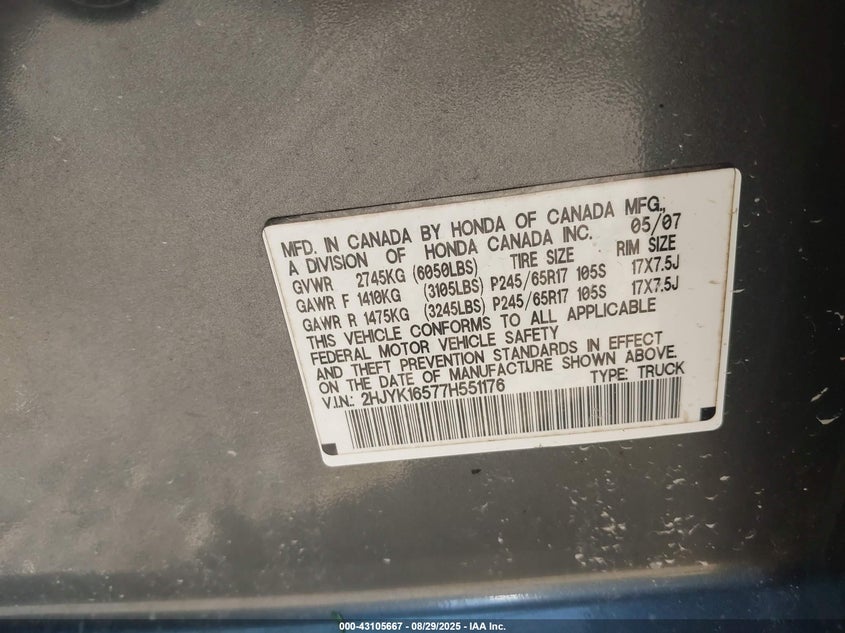 MFD. IN CANADA BY HONDA OF CANADA MFG.,
A DIVISION OF HONDA CANADA INC. 05/07
GVWR 2745KG (6050LBS) TIRE SIZE RIM SIZE
GAWR F 1410KG (3105LBS) P245/65R17 105S 17X7.5J
GAWR R 1475KG (3245LBS) P245/65R17 105S 17X7.5J
THIS VEHICLE CONFORMS TO ALL APPLICABLE
FEDERAL MOTOR VEHICLE SAFETY
AND THEFT PREVENTION STANDARDS IN EFFECT
ON THE DATE OF MANUFACTURE SHOWN ABOVE.
V.I.N.: 2HJYK16577H551176 TYPE: TRUCK
000-43105667 - 08/29/2025 - IAA Inc.